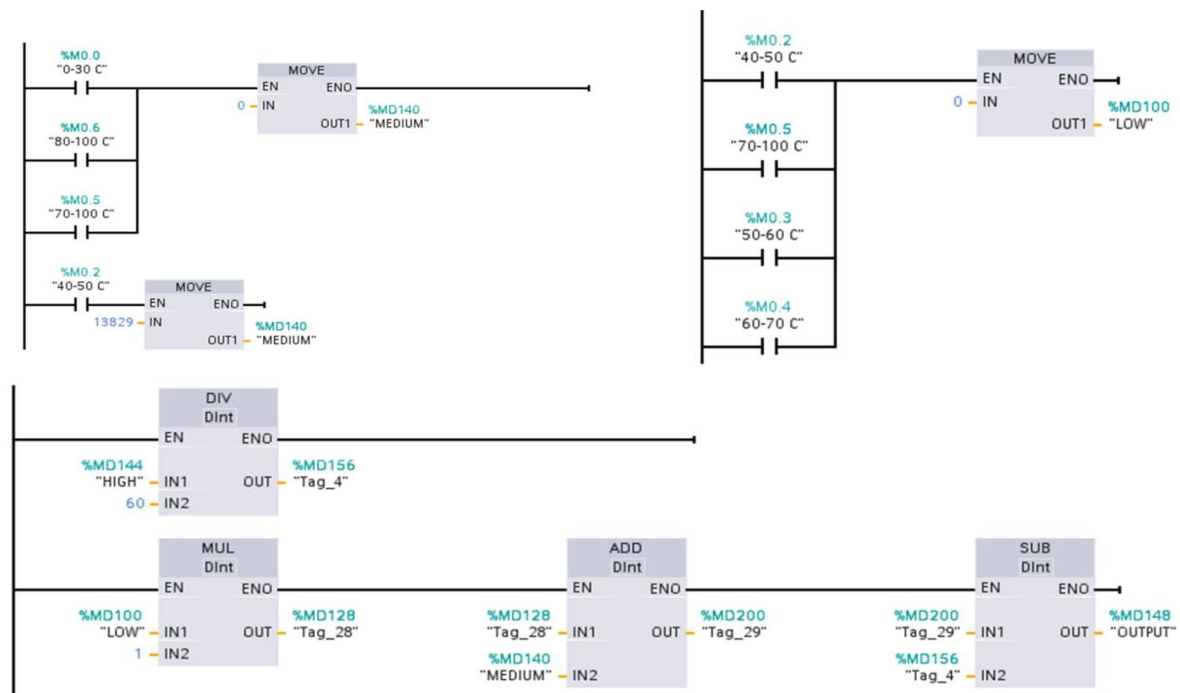 %M0.0
"0-30 C"
MOVE
EN ENO
0 IN
%MD140
OUT1 "MEDIUM"
%M0.6
"80-100 C"
%M0.5
"70-100 C"
%M0.2
"40-50 C"
MOVE
EN ENO
13829 IN
%MD140
OUT1 "MEDIUM"
%M0.2
"40-50 C"
MOVE
EN ENO
0 IN
%MD100
OUT1 "LOW"
%M0.5
"70-100 C"
%M0.3
"50-60 C"
%M0.4
"60-70 C"
DIV
DInt
EN ENO
%MD144 %MD156
"HIGH" IN1 OUT "Tag_4"
60 IN2
MUL
DInt
EN ENO
%MD100 %MD128
"LOW" IN1 OUT "Tag_28"
1 IN2
ADD
DInt
EN ENO
%MD128 %MD200
"Tag_28" IN1 OUT "Tag_29"
%MD140
"MEDIUM" IN2
SUB
DInt
EN ENO
%MD200 %MD148
"Tag_29" IN1 OUT "OUTPUT"
%MD156
"Tag_4" IN2